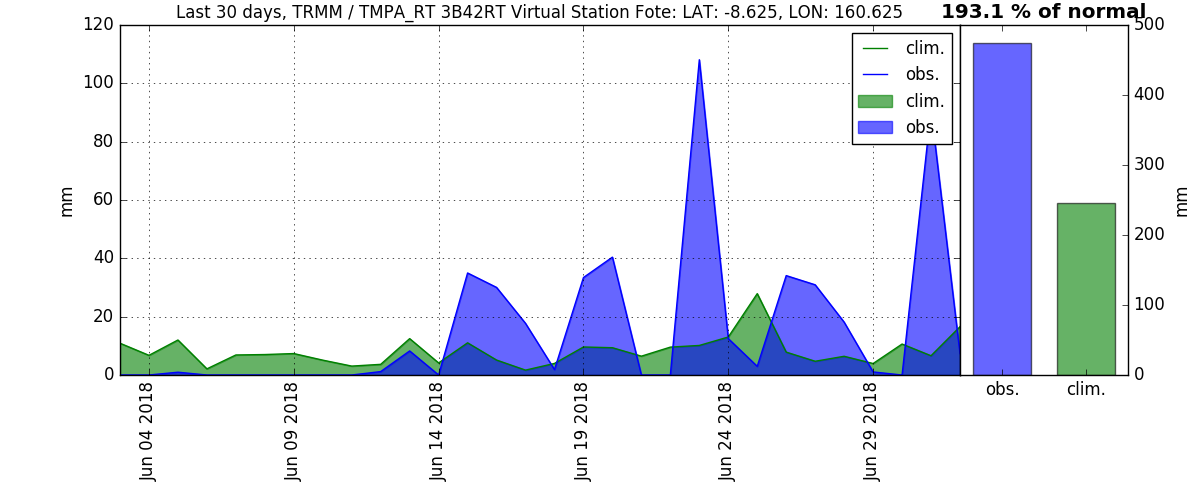 Last 30 days, TRMM / TMPA_RT 3B42RT Virtual Station Fote: LAT: -8.625, LON: 160.625
193.1 % of normal
120
100
80
60
40
20
0
mm
clim.
obs.
clim.
obs.
500
400
300
200
100
0
mm
obs.
clim.
Jun 04 2018
Jun 09 2018
Jun 14 2018
Jun 19 2018
Jun 24 2018
Jun 29 2018